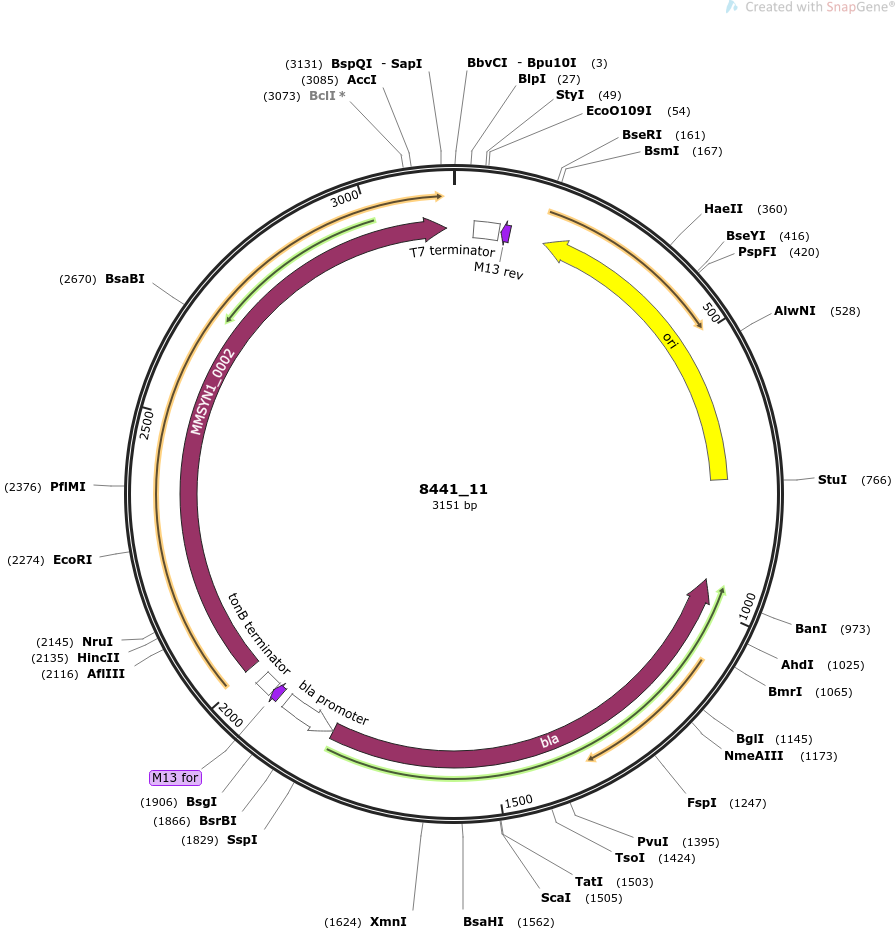 Created with SnapGene®
(3131) BspQI - SapI
(3085) AccI
(3073) BclI *
BbvCI - Bpu10I (3)
BlpI (27)
StyI (49)
EcoO109I (54)
BseRI (161)
BsmI (167)
HaeII (360)
BseYI (416)
PspFI (420)
AlwNI (528)
StuI (766)
BanI (973)
AhdI (1025)
BmrI (1065)
BglI (1145)
NmeAIII (1173)
FspI (1247)
PvuI (1395)
TsoI (1424)
TatI (1503)
ScaI (1505)
BsaHI (1562)
(1624) XmnI
(1829) SspI
(1866) BsrBI
(1906) BsgI
M13 for
(2116) AflIII
(2135) HincII
(2145) NruI
(2274) EcoRI
(2376) PflMI
(2670) BsaBI
3000
500
1000
1500
2000
2500
T7 terminator
M13 rev
ori
bla
bla promoter
tonB terminator
MMSYN1_0002
8441_11
3151 bp